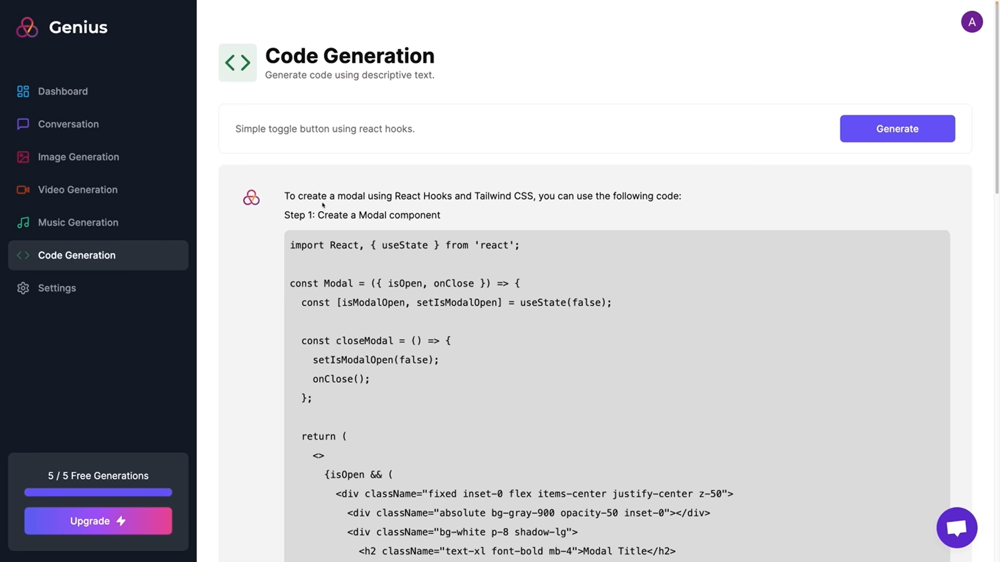 Genius
Dashboard
Conversation
Image Generation
Video Generation
Music Generation
Code Generation
Settings
5 / 5 Free Generations
Upgrade
A
Code Generation
Generate code using descriptive text.
Simple toggle button using react hooks.
Generate
To create a modal using React Hooks and Tailwind CSS, you can use the following code:
Step 1: Create a Modal component
import React, { useState } from 'react';
const Modal = ({ isOpen, onClose }) => {
  const [isModalOpen, setIsModalOpen] = useState(false);
  const closeModal = () => {
    setIsModalOpen(false);
    onClose();
  };
  return (
    <>
      {isOpen && (
        <div className="fixed inset-0 flex items-center justify-center z-50">
          <div className="absolute bg-gray-900 opacity-50 inset-0"></div>
          <div className="bg-white p-8 shadow-lg">
            <h2 className="text-xl font-bold mb-4">Modal Title</h2>